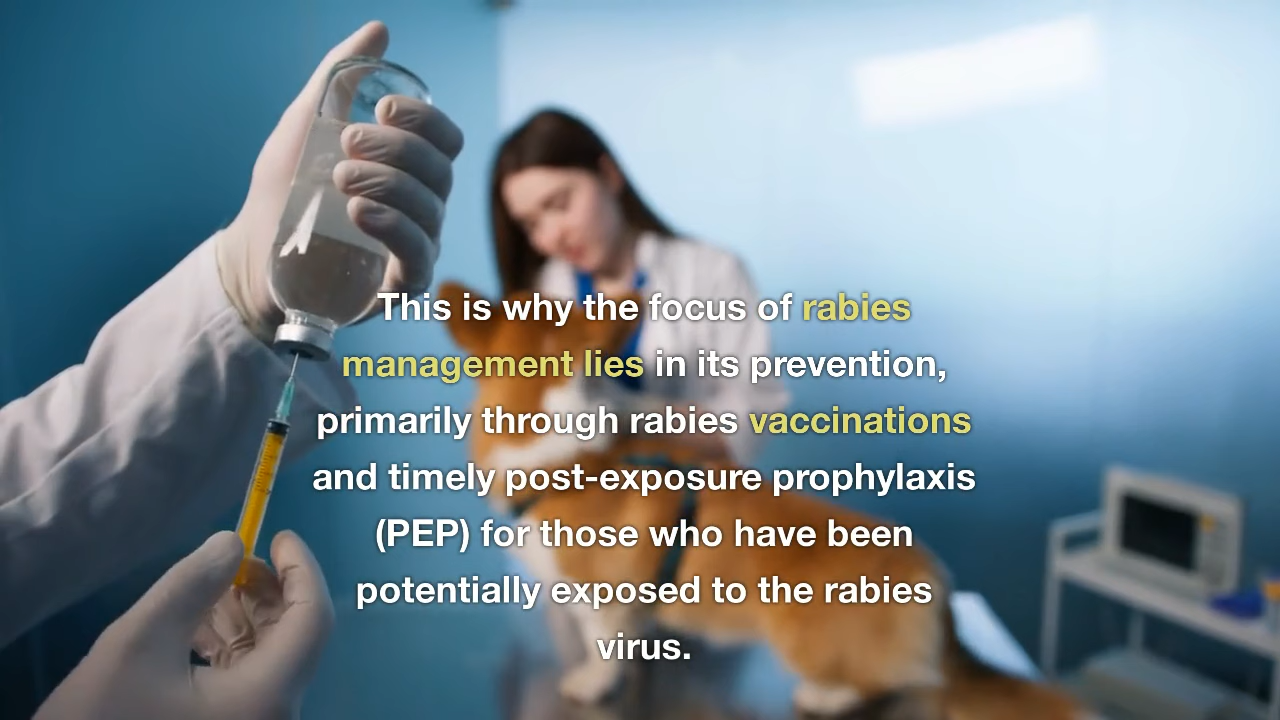 This is why the focus of rabies
management lies in its prevention,
primarily through rabies vaccinations
and timely post-exposure prophylaxis
(PEP) for those who have been
potentially exposed to the rabies
virus.